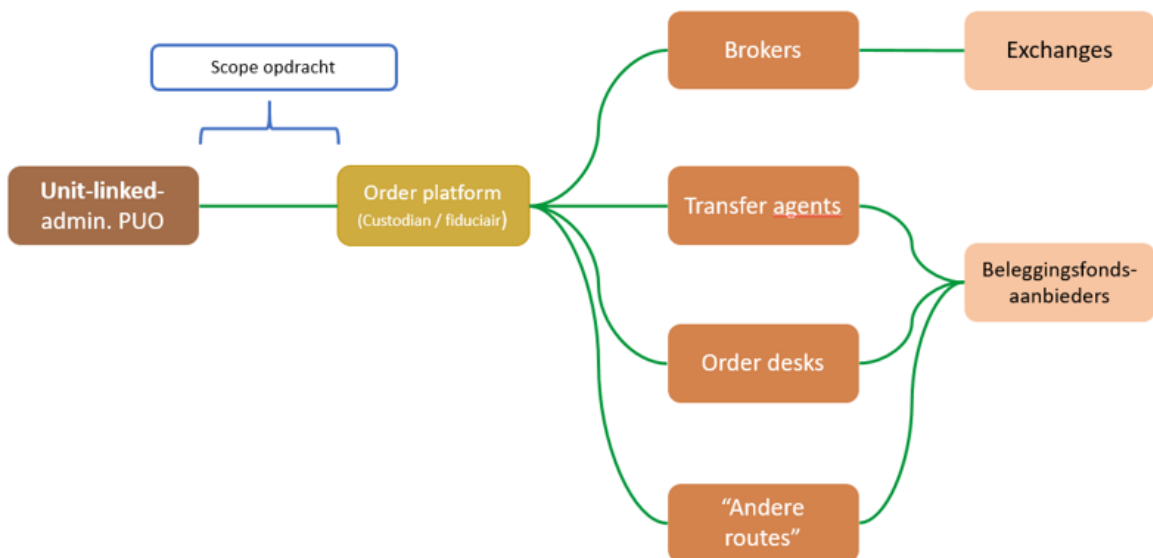 Scope opdracht
Unit-linked-
admin. PUO
Order platform
(Custodian / fiduciair)
Brokers
Exchanges
Transfer agents
Order desks
“Andere
routes”
Beleggingsfonds-
aanbieders